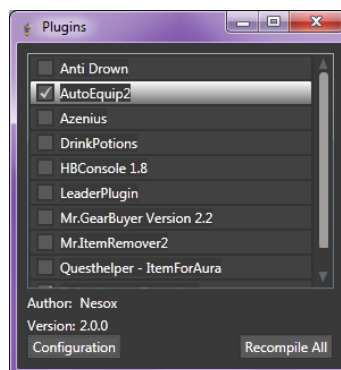 Plugins
Anti Drown
AutoEquip2
Azenius
DrinkPotions
HBConsole 1.8
LeaderPlugin
Mr.GearBuyer Version 2.2
Mr.ItemRemover2
Questhelper - ItemForAura
Author: Nesox
Version: 2.0.0
Configuration Recompile All